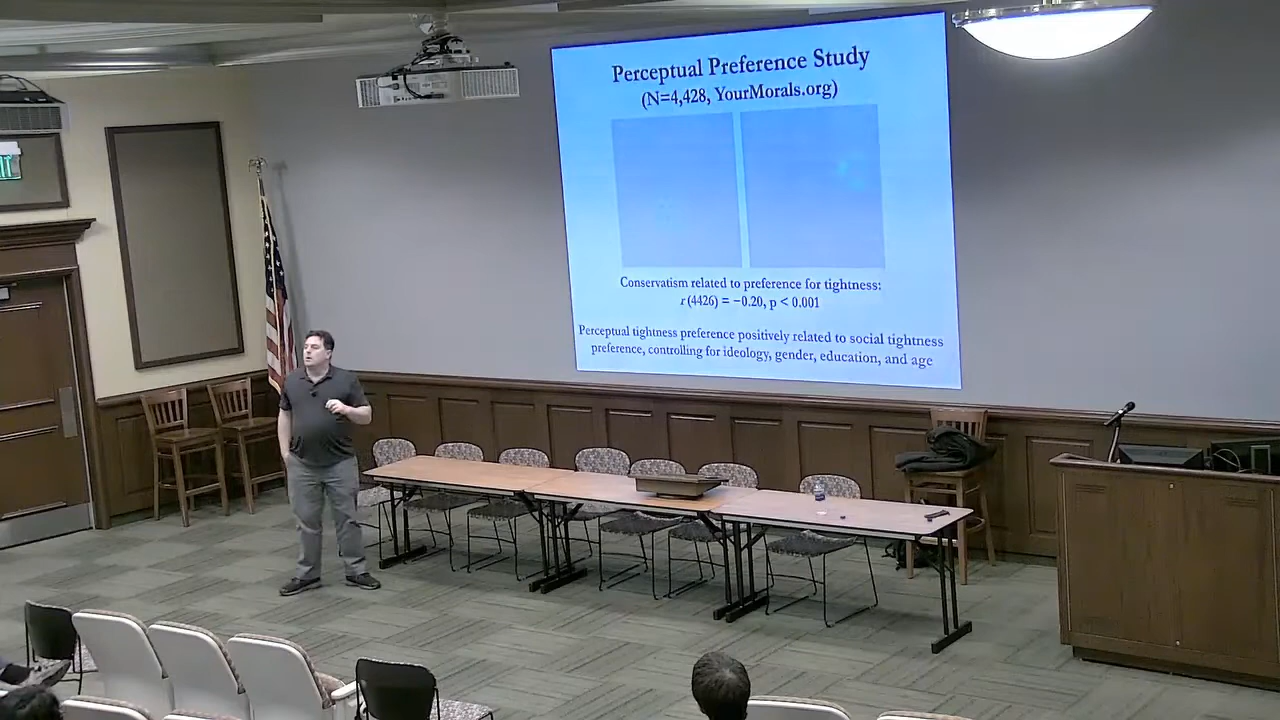 Perceptual Preference Study
(N=4,428, YourMorals.org)
Conservatism related to preference for tightness:
r (4426) = −0.20, p < 0.001
Perceptual tightness preference positively related to social tightness
preference, controlling for ideology, gender, education, and age